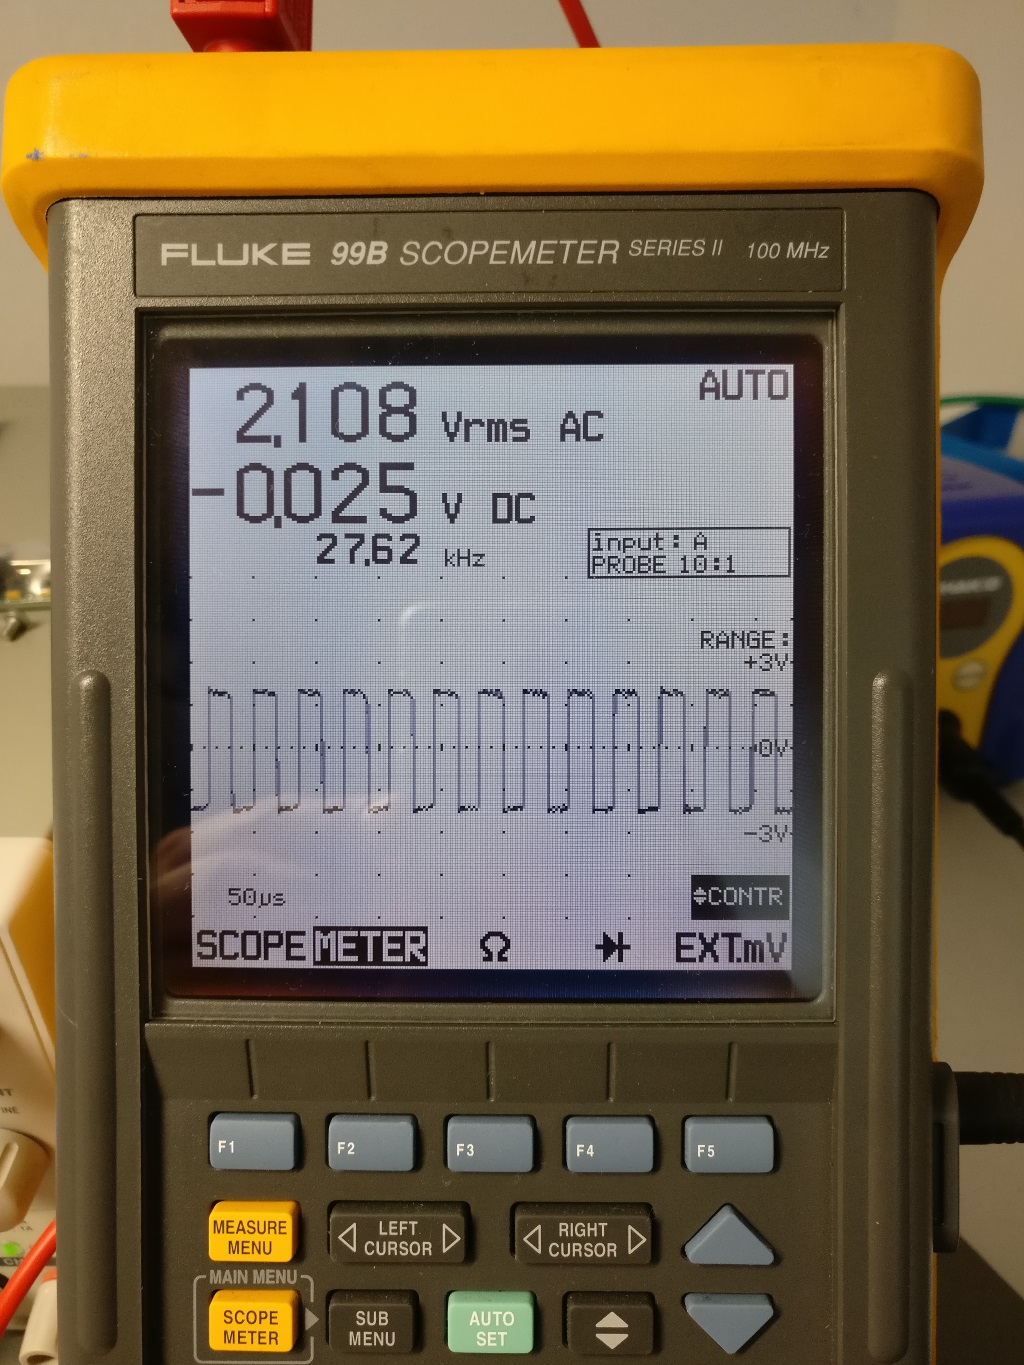 FLUKE 99B SCOPEMETER SERIES II 100 MHz
AUTO
2.108 Vrms AC
-0.025 V DC
27.62 kHz
input: A
PROBE 10:1
RANGE:
+3V
0V
-3V
50µs
CONTR
SCOPE METER Ω EXT.mV
F1 F2 F3 F4 F5
MEASURE
MENU
LEFT
CURSOR
RIGHT
CURSOR
MAIN MENU
SCOPE
METER
SUB
MENU
AUTO
SET